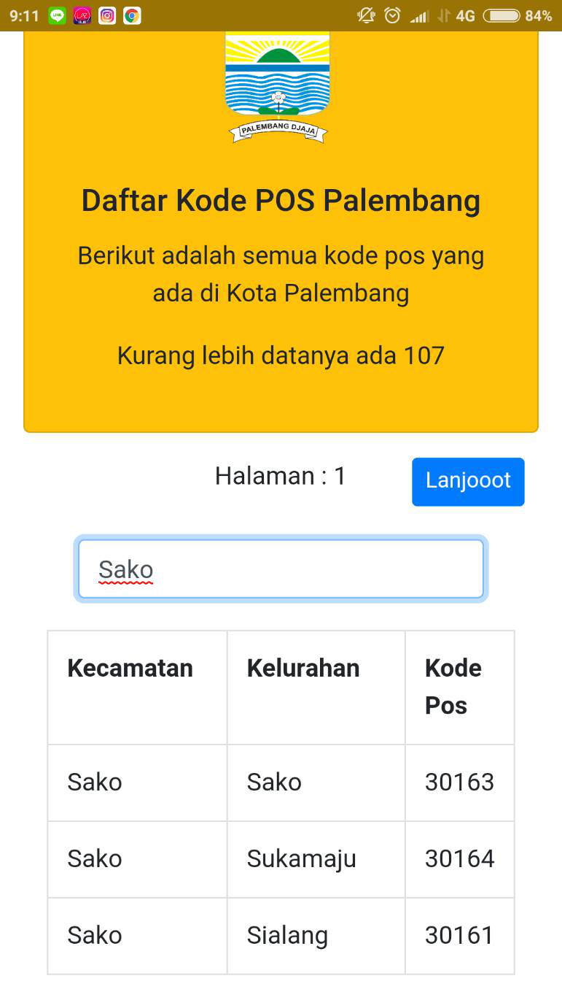 9:11
4G
84%
PALEMBANG DJAJA
Daftar Kode POS Palembang
Berikut adalah semua kode pos yang
ada di Kota Palembang
Kurang lebih datanya ada 107
Halaman : 1
Lanjooot
Sako
Kecamatan Kelurahan Kode
Pos
Sako Sako 30163
Sako Sukamaju 30164
Sako Sialang 30161